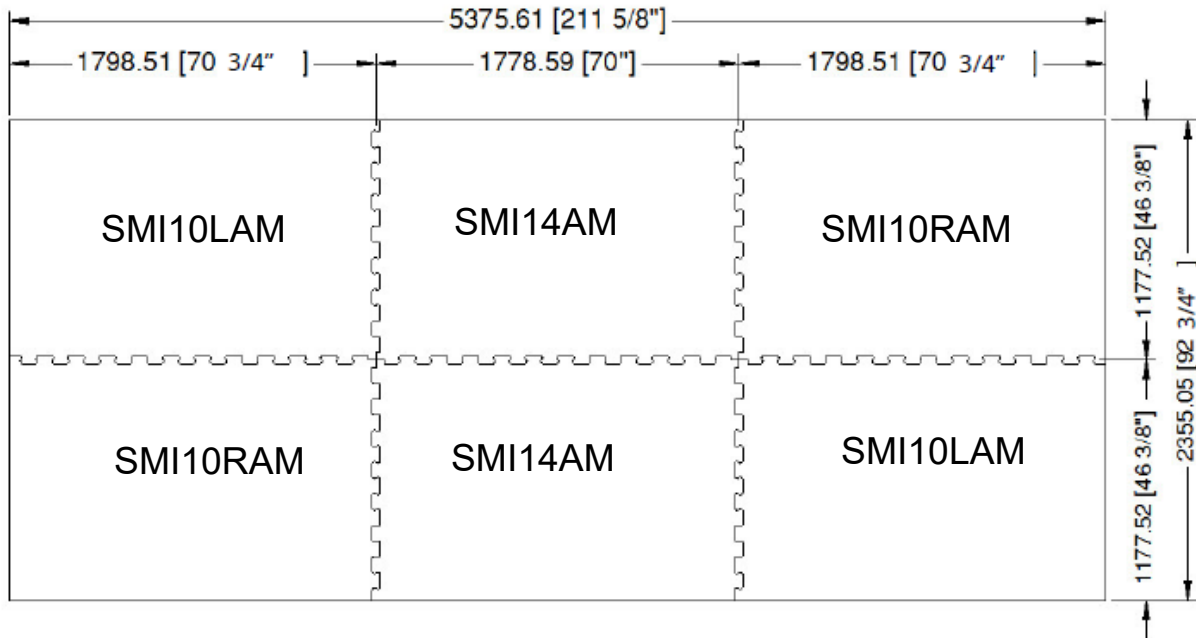 5375.61 [211 5/8"]
1798.51 [70 3/4" ]
1778.59 [70"]
1798.51 [70 3/4" ]
SMI10LAM
SMI14AM
SMI10RAM
1177.52 [46 3/8"]
2355.05 [92 3/4" ]
SMI10RAM
SMI14AM
SMI10LAM
1177.52 [46 3/8"]